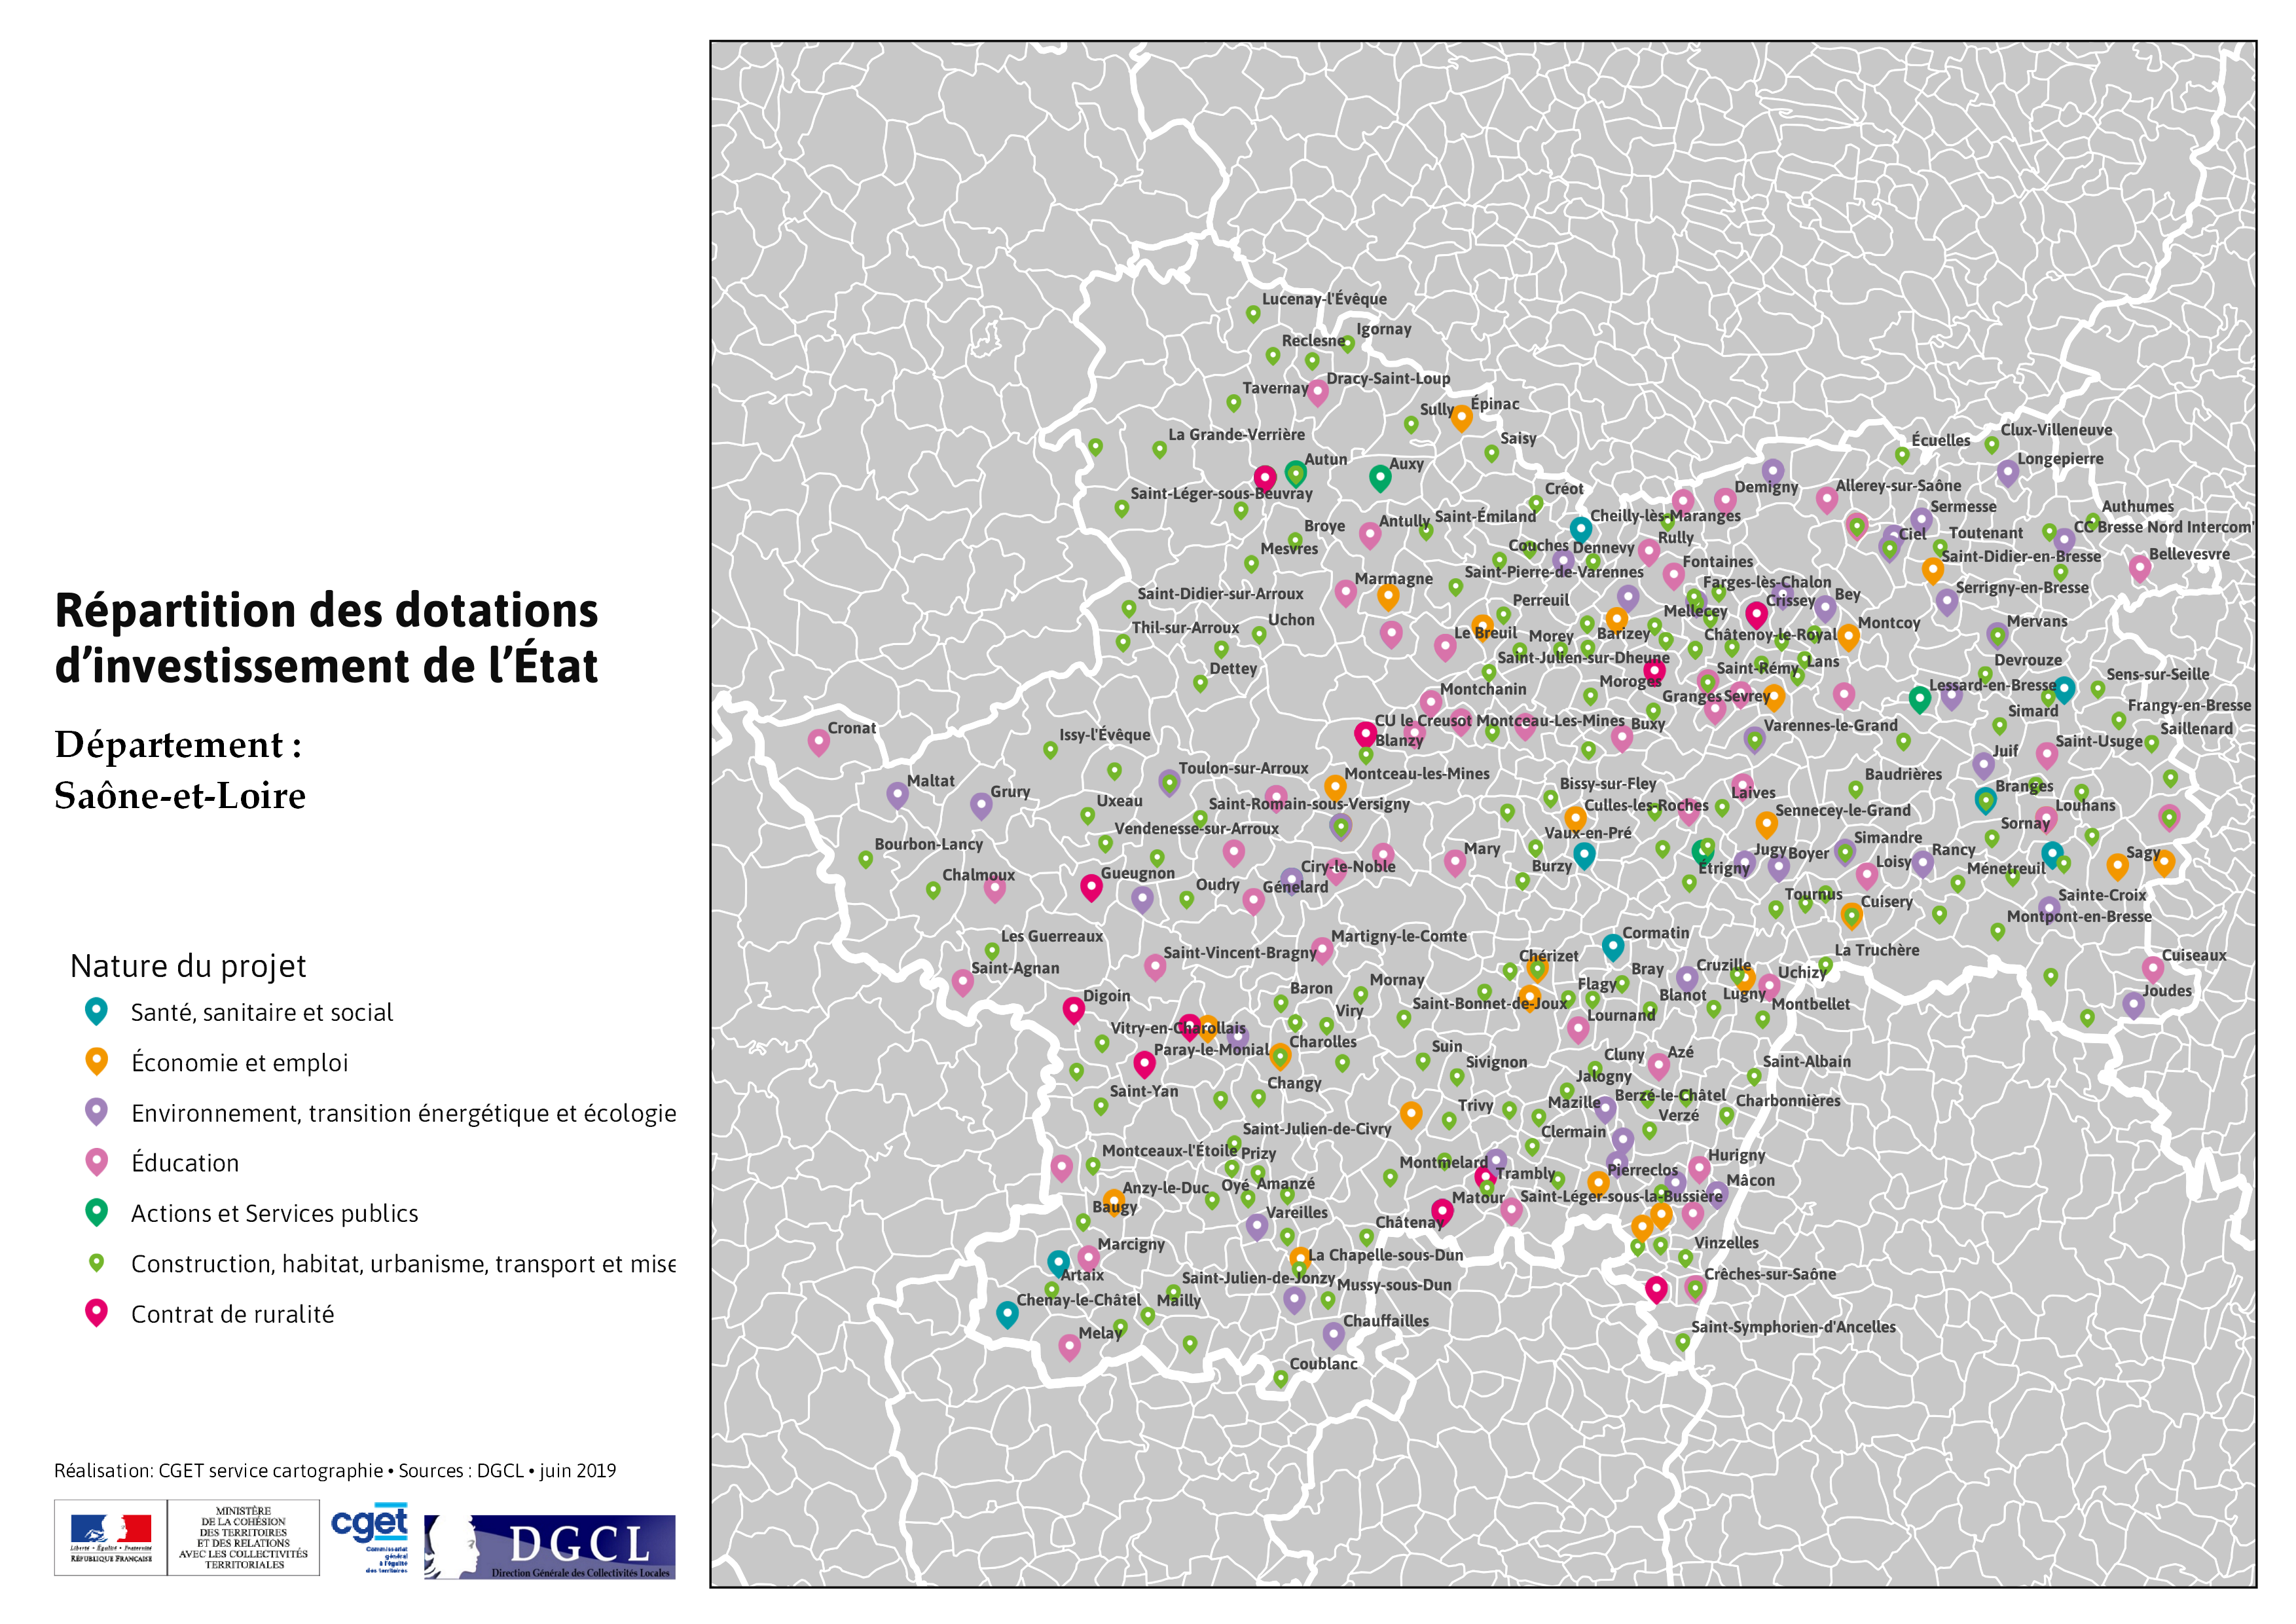 Répartition des dotations
d'investissement de l'État
Département :
Saône-et-Loire
Nature du projet
Santé, sanitaire et social
Économie et emploi
Environnement, transition énergétique et écologie
Éducation
Actions et Services publics
Construction, habitat, urbanisme, transport et mise
Contrat de ruralité
Réalisation: CGET service cartographie • Sources : DGCL • juin 2019
Liberté • Égalité • Fraternité
RÉPUBLIQUE FRANÇAISE
MINISTÈRE
DE LA COHÉSION
DES TERRITOIRES
ET DES RELATIONS
AVEC LES COLLECTIVITÉS
TERRITORIALES
cget
Commissariat
général
à l'égalité
des territoires
DGCL
Direction Générale des Collectivités Locales
Lucenay-l'Évêque
Igornay
Reclesne
Dracy-Saint-Loup
Tavernay
Épinac
Sully
Clux-Villeneuve
La Grande-Verrière
Saisy
Écuelles
Autun
Auxy
Longepierre
Saint-Léger-sous-Beuvray
Créot
Demigny
Allerey-sur-Saône
Sermesse
Authumes
Broye
Antully
Saint-Émiland
Cheilly-lès-Maranges
CC Bresse Nord Intercom'
Ciel
Toutenant
Mesvres
Couches
Dennevy
Rully
Saint-Didier-en-Bresse
Bellevesvre
Marmagne
Saint-Pierre-de-Varennes
Fontaines
Farges-lès-Chalon
Serrigny-en-Bresse
Saint-Didier-sur-Arroux
Perreuil
Mellecey
Crissey
Bey
Thil-sur-Arroux
Uchon
Le Breuil
Morey
Barizey
Châtenoy-le-Royal
Montcoy
Mervans
Dettey
Saint-Julien-sur-Dheune
Saint-Rémy
Lans
Devrouze
Sens-sur-Seille
Montchanin
Moroges
Granges
Sevrey
Lessard-en-Bresse
Frangy-en-Bresse
Cronat
Issy-l'Évêque
CU le Creusot Montceau-Les-Mines
Buxy
Varennes-le-Grand
Simard
Saillenard
Blanzy
Juif
Saint-Usuge
Maltat
Grury
Toulon-sur-Arroux
Montceau-les-Mines
Bissy-sur-Fley
Laives
Baudrières
Branges
Uxeau
Saint-Romain-sous-Versigny
Culles-les-Roches
Sennecey-le-Grand
Louhans
Vendenesse-sur-Arroux
Vaux-en-Pré
Simandre
Sornay
Bourbon-Lancy
Mary
Jugy
Boyer
Rancy
Sagy
Chalmoux
Gueugnon
Ciry-le-Noble
Burzy
Étrigny
Loisy
Ménetreuil
Oudry
Génelard
Tournus
Cuisery
Sainte-Croix
Montpont-en-Bresse
Les Guerreaux
Martigny-le-Comte
Cormatin
Saint-Vincent-Bragny
Chérizet
La Truchère
Cuiseaux
Saint-Agnan
Mornay
Bray
Cruzille
Uchizy
Digoin
Baron
Saint-Bonnet-de-Joux
Flagy
Blanot
Lugny
Montbellet
Joudes
Viry
Lournand
Vitry-en-Charollais
Charolles
Paray-le-Monial
Suin
Cluny
Azé
Saint-Albain
Sivignon
Changy
Jalogny
Saint-Yan
Trivy
Mazille
Berzé-le-Châtel
Charbonnières
Verzé
Saint-Julien-de-Civry
Clermain
Montceaux-l'Étoile
Prizy
Montmelard
Hurigny
Trambly
Pierreclos
Mâcon
Anzy-le-Duc
Oyé
Amanzé
Matour
Saint-Léger-sous-la-Bussière
Baugy
Vareilles
Châtenay
Marcigny
Vinzelles
La Chapelle-sous-Dun
Artaix
Saint-Julien-de-Jonzy
Mussy-sous-Dun
Crêches-sur-Saône
Chenay-le-Châtel
Mailly
Chauffailles
Melay
Saint-Symphorien-d'Ancelles
Coublanc